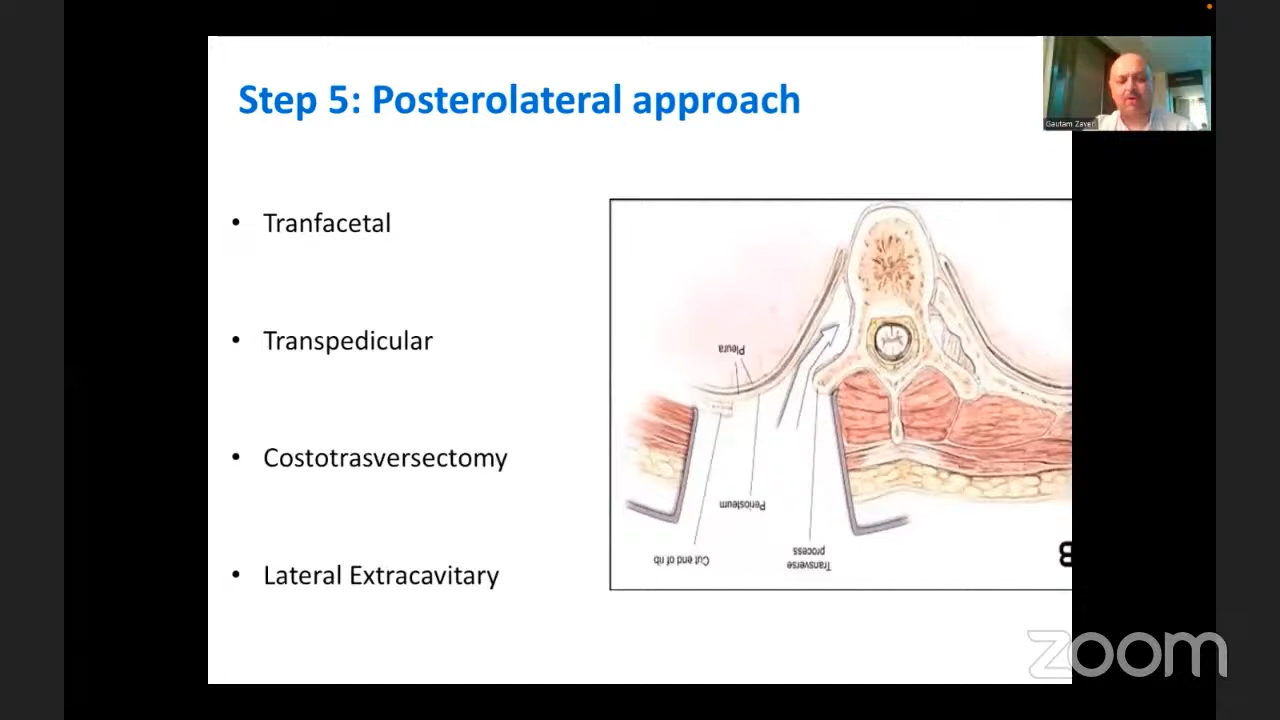 Step 5: Posterolateral approach
Gautam Zaveri
• Tranfacetal
• Transpedicular
• Costotrasversectomy
• Lateral Extracavitary
Pleura
Periosteum
Cut end of rib
Transverse
process
8
zoom